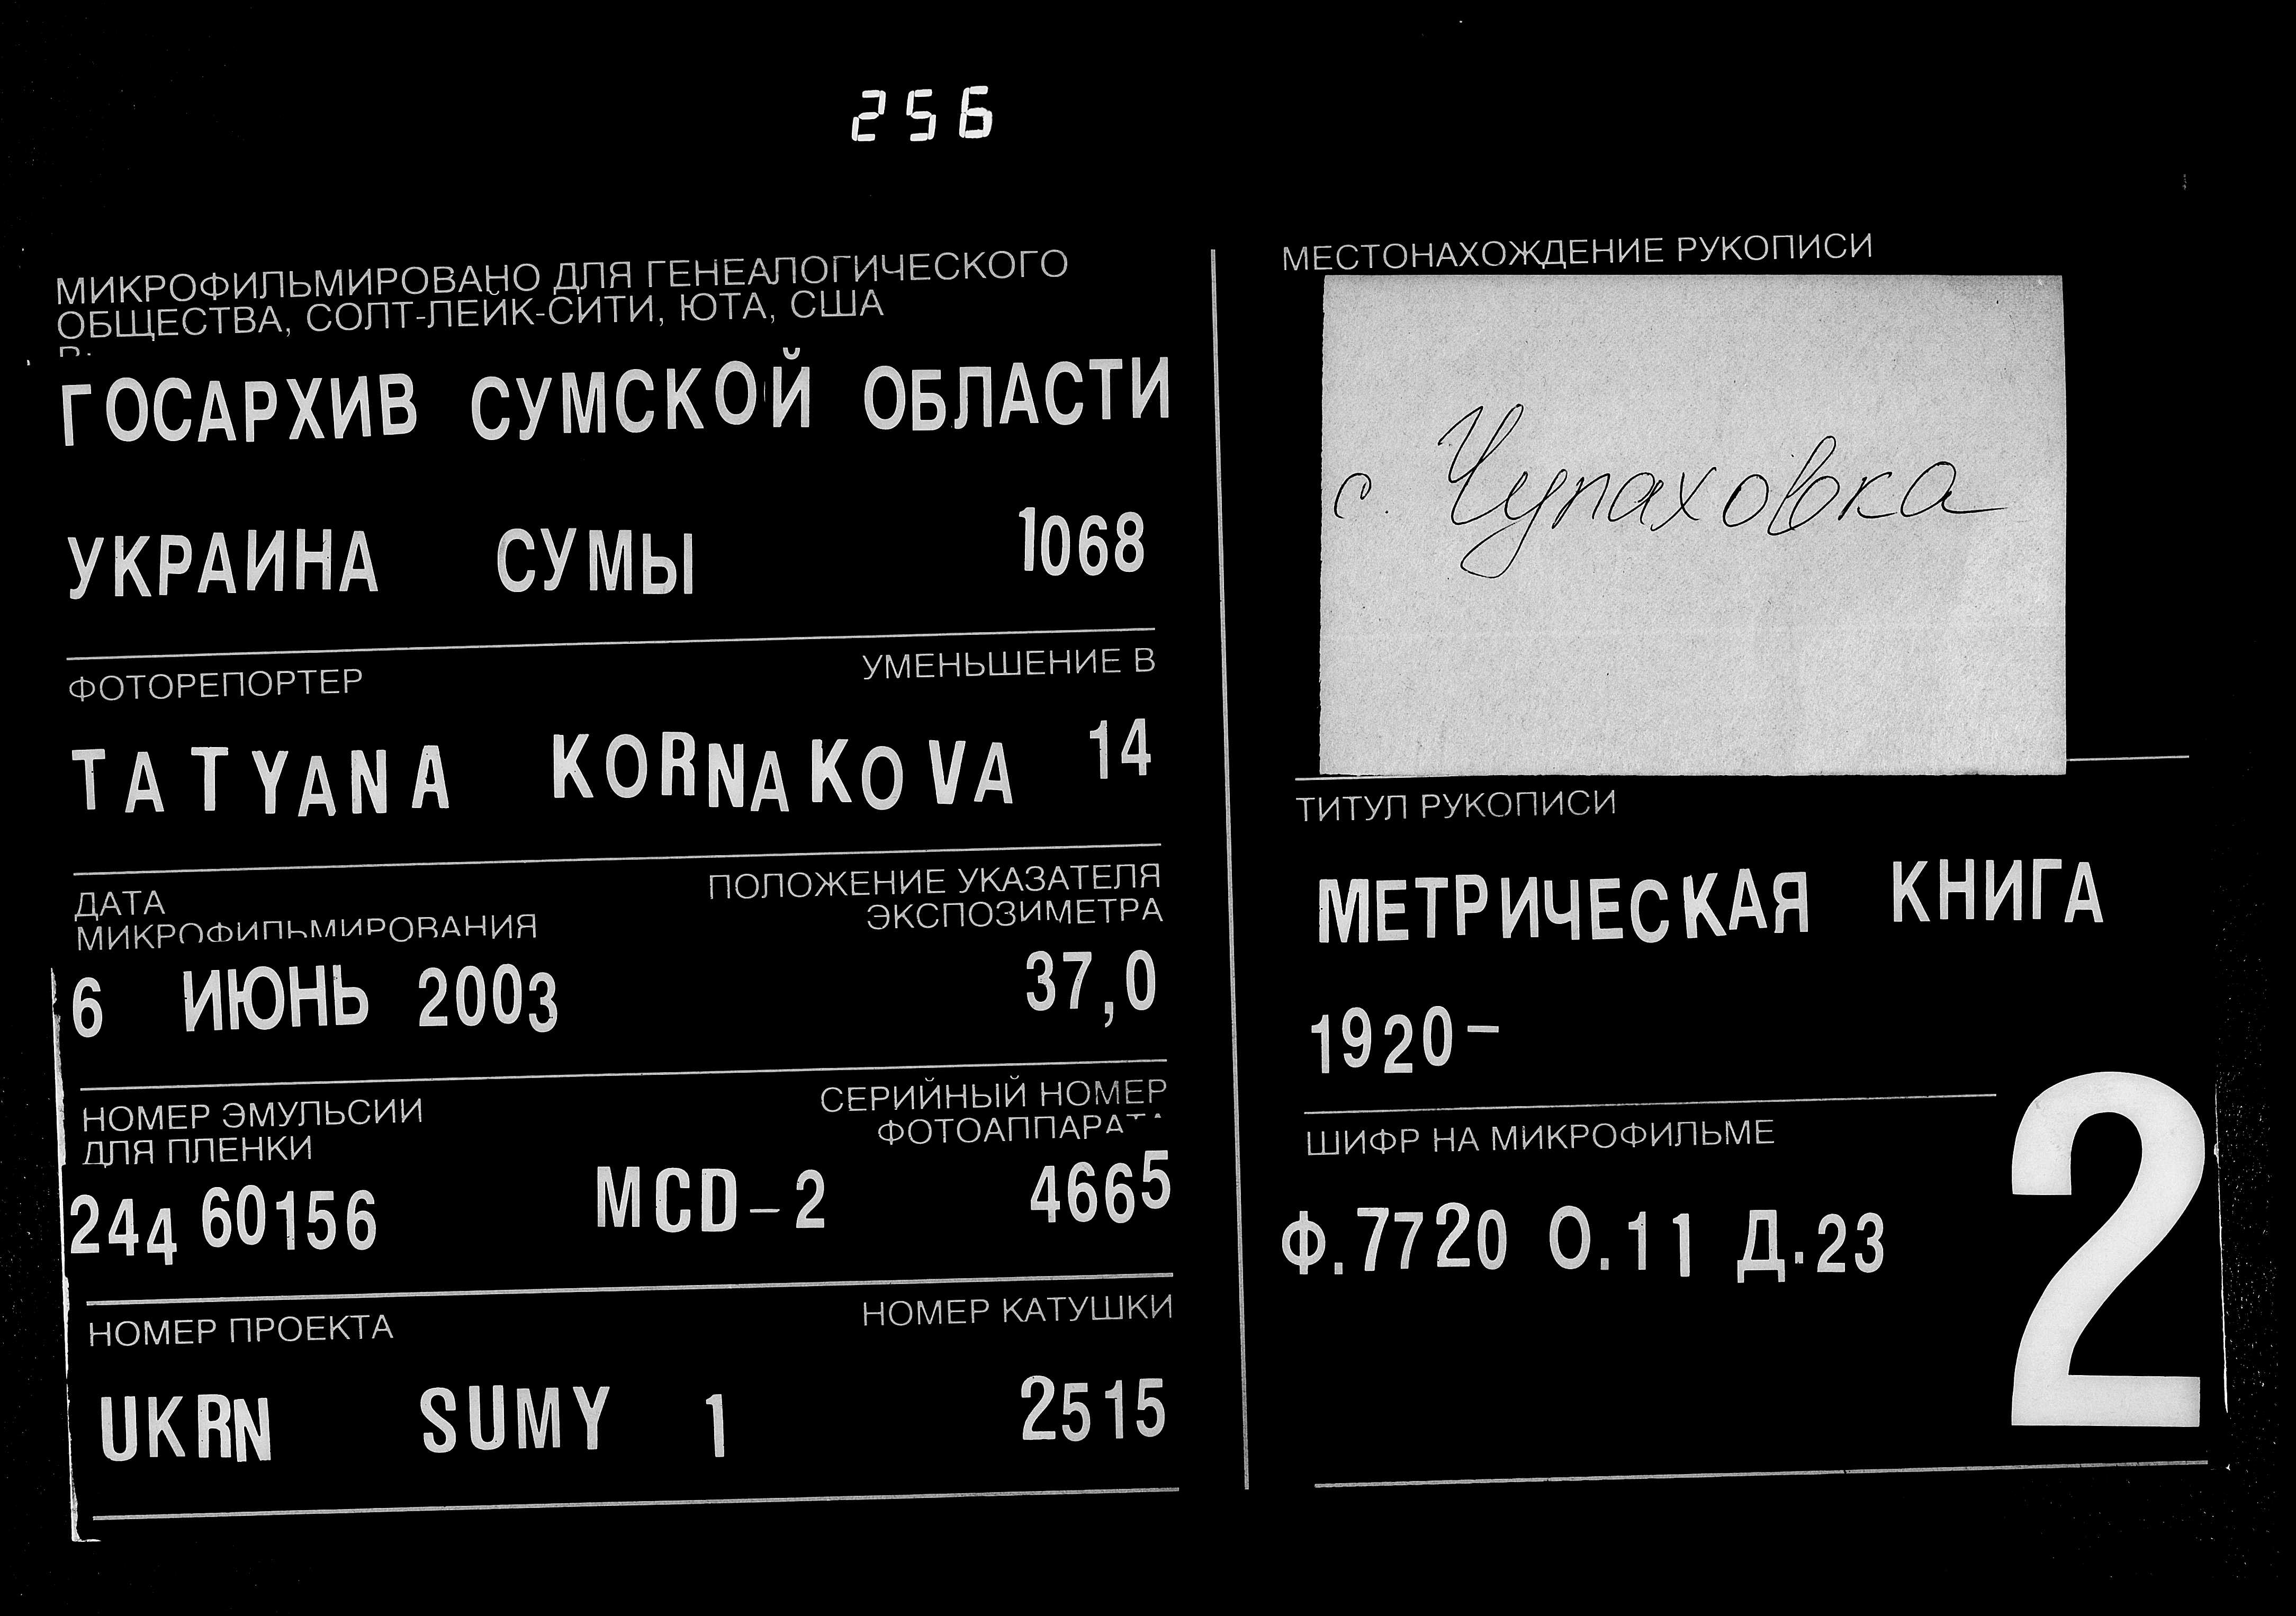 256
МИКРОФИЛЬМИРОВАНО ДЛЯ ГЕНЕАЛОГИЧЕСКОГО
ОБЩЕСТВА, СОЛТ-ЛЕЙК-СИТИ, ЮТА, США
ГОСАРХИВ СУМСКОЙ ОБЛАСТИ
УКРАИНА СУМЫ 1068
ФОТОРЕПОРТЕР УМЕНЬШЕНИЕ В
TATYANA KORNAKOVA 14
ДАТА
МИКРОФИЛЬМИРОВАНИЯ
ПОЛОЖЕНИЕ УКАЗАТЕЛЯ
ЭКСПОЗИМЕТРА
6 ИЮНЬ 2003 37,0
НОМЕР ЭМУЛЬСИИ
ДЛЯ ПЛЕНКИ
СЕРИЙНЫЙ НОМЕР
ФОТОАППАРАТА
244 60156 MCD-2 4665
НОМЕР ПРОЕКТА НОМЕР КАТУШКИ
UKRN SUMY 1 2515
МЕСТОНАХОЖДЕНИЕ РУКОПИСИ
с. Чупаховка
ТИТУЛ РУКОПИСИ
МЕТРИЧЕСКАЯ КНИГА
1920-
ШИФР НА МИКРОФИЛЬМЕ
Ф.7720 О.11 Д.23
2